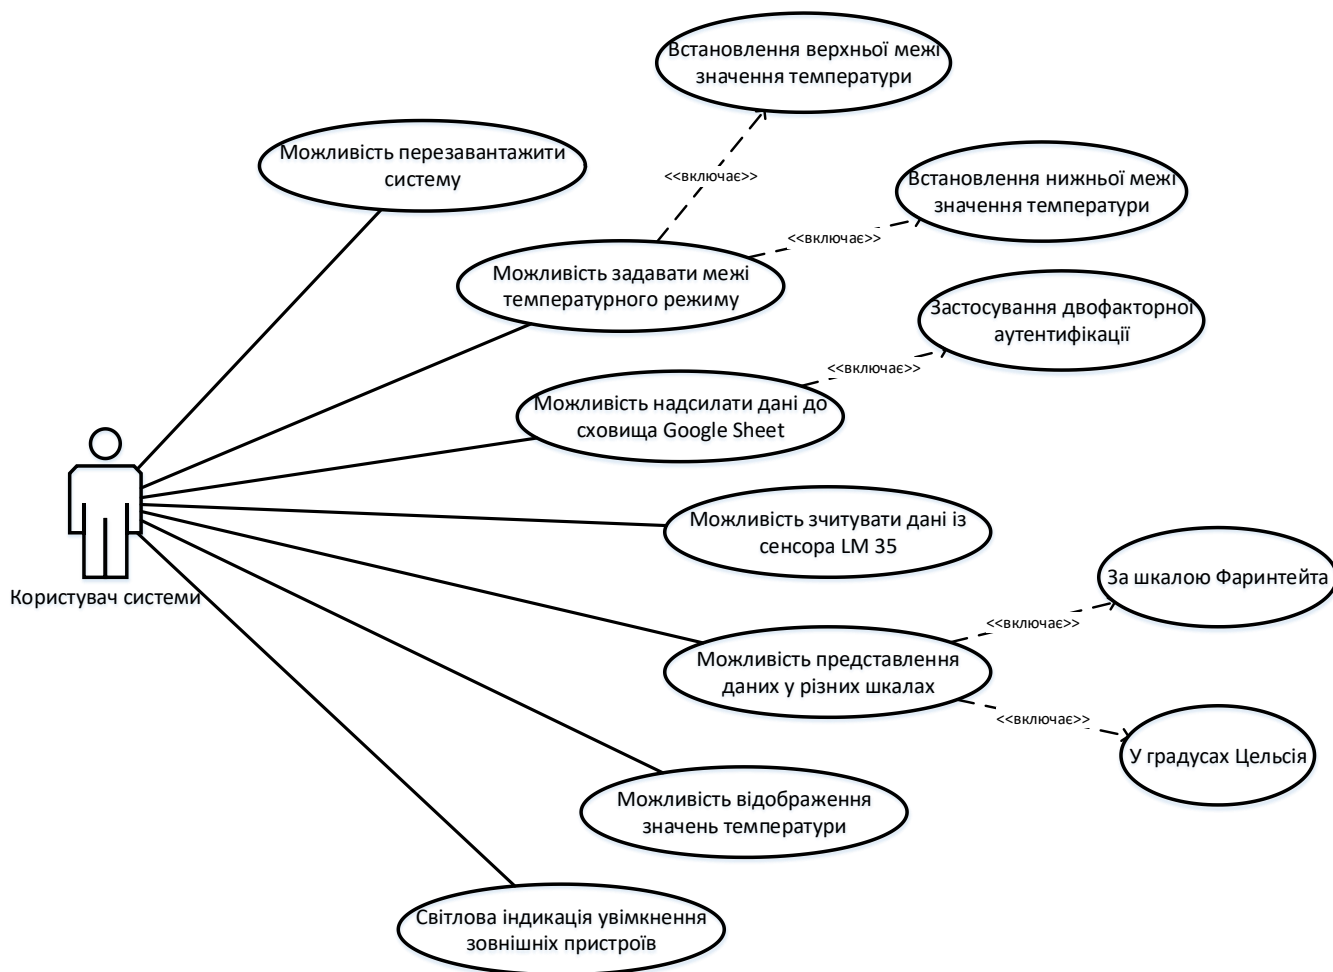 Встановлення верхньої межі
значення температури
Можливість перезавантажити
систему
<<включає>>
Встановлення нижньої межі
значення температури
<<включає>>
Можливість задавати межі
температурного режиму
Застосування двофакторної
аутентифікації
<<включає>>
Можливість надсилати дані до
сховища Google Sheet
Можливість зчитувати дані із
сенсора LM 35
За шкалою Фаринтейта
Користувач системи
<<включає>>
Можливість представлення
даних у різних шкалах
<<включає>>
У градусах Цельсія
Можливість відображення
значень температури
Світлова індикація увімкнення
зовнішніх пристроїв